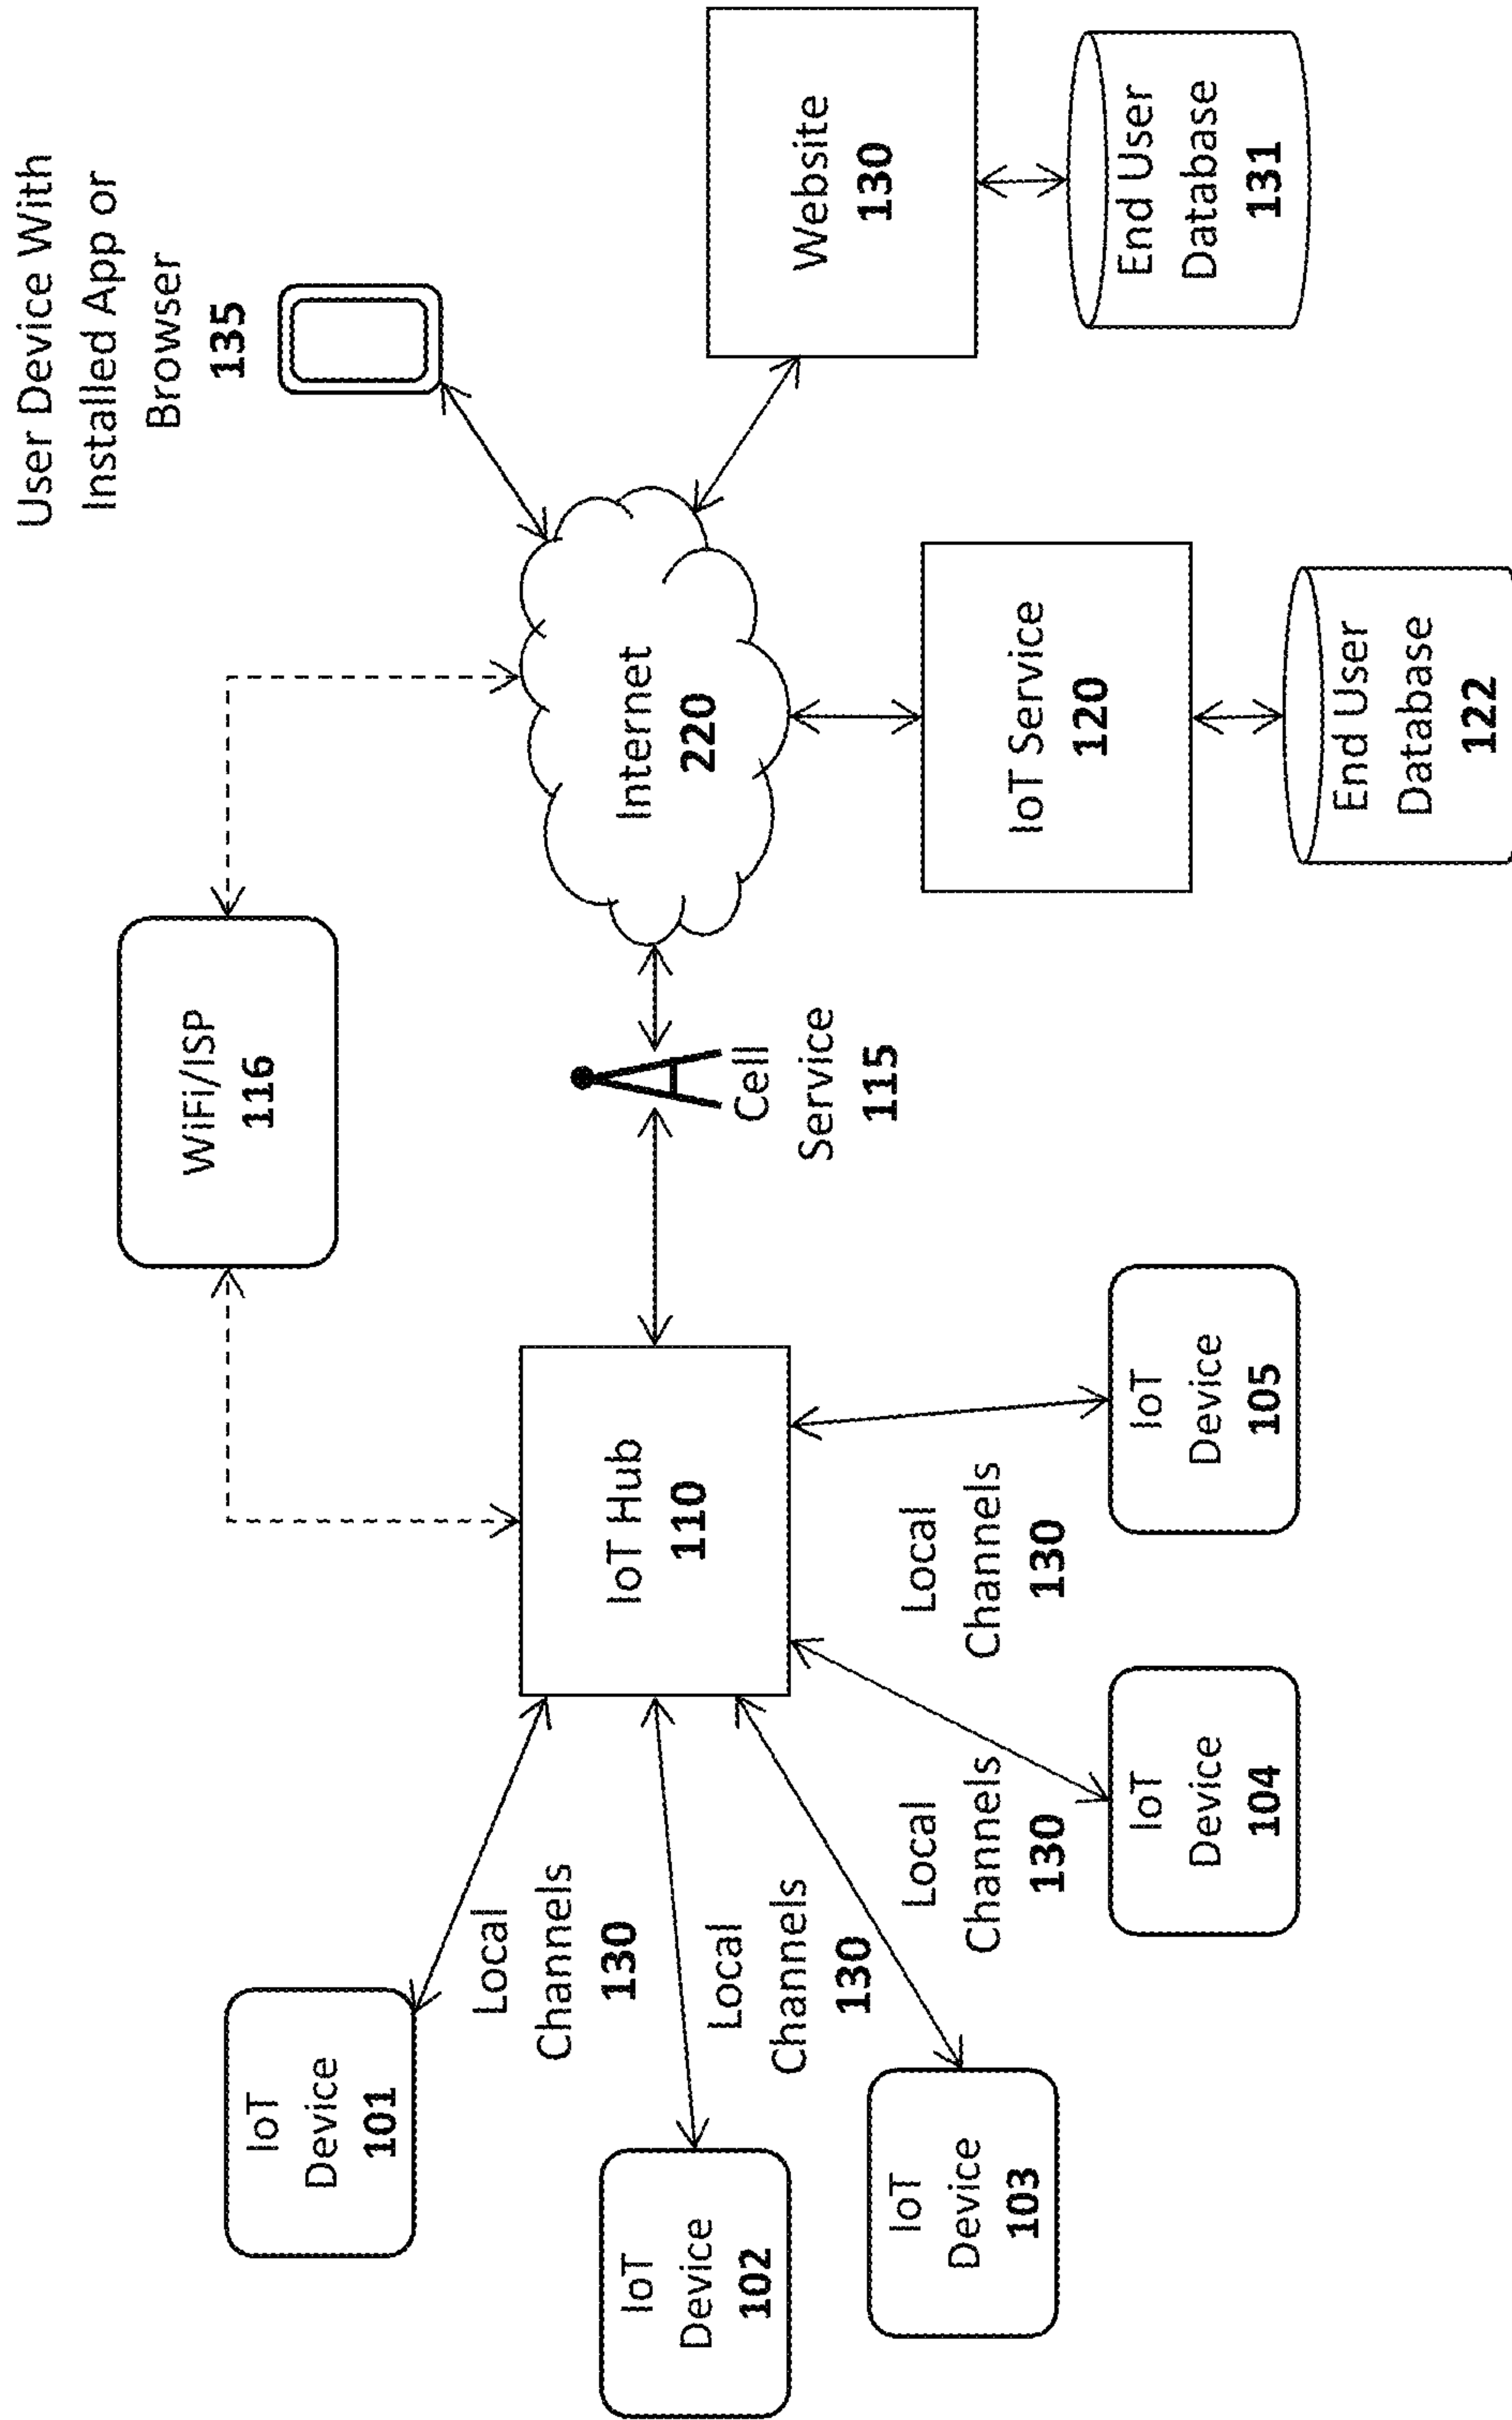 User Device With
Installed App or
Browser
135
WiFi/ISP
116
IoT
Device
101
Local
Channels
130
IoT
Device
102
Local
Channels
130
IoT
Device
103
IoT Hub
110
Cell
Service
115
Internet
220
Website
130
End User
Database
131
Local
Channels
130
IoT
Device
104
Local
Channels
130
IoT
Device
105
IoT Service
120
End User
Database
122